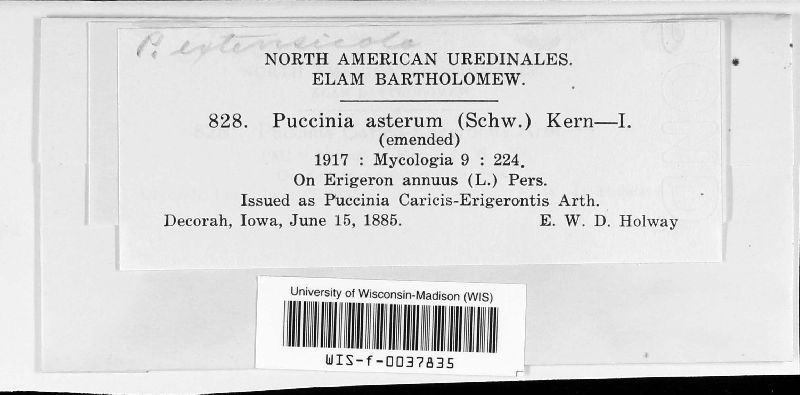 P. extensicola
NORTH AMERICAN UREDINALES.
ELAM BARTHOLOMEW.
828. Puccinia asterum (Schw.) Kern—I.
(emended)
1917 : Mycologia 9 : 224.
On Erigeron annuus (L.) Pers.
Issued as Puccinia Caricis-Erigerontis Arth.
Decorah, Iowa, June 15, 1885. E. W. D. Holway
University of Wisconsin-Madison (WIS)
WIS-f-0037835